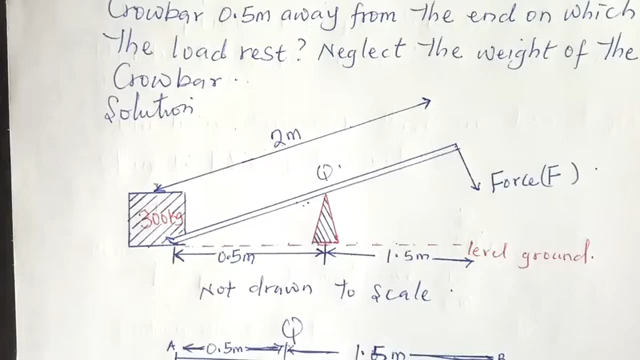 Crowbar 0.5m away from the end on which
the load rest? Neglect the weight of the
Crowbar.
Solution
2m
Q
Force(F)
300kg
0.5m
1.5m
level ground.
Not drawn to scale.
Q
A
0.5m
1.5m
B